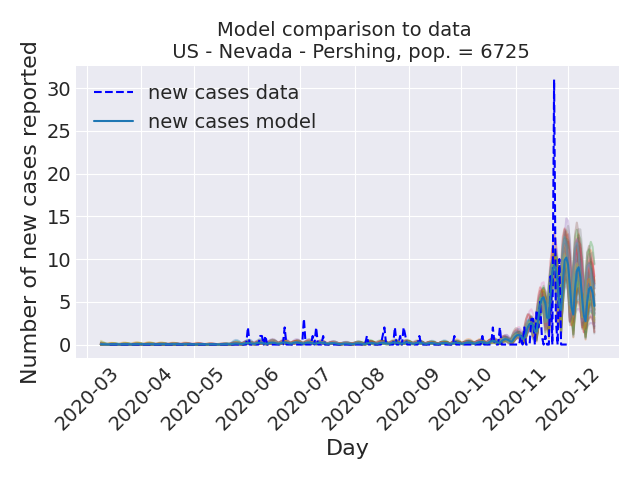 Model comparison to data
US - Nevada - Pershing, pop. = 6725
Number of new cases reported
30
25
20
15
10
5
0
new cases data
new cases model
2020-03
2020-04
2020-05
2020-06
2020-07
2020-08
2020-09
2020-10
2020-11
2020-12
Day